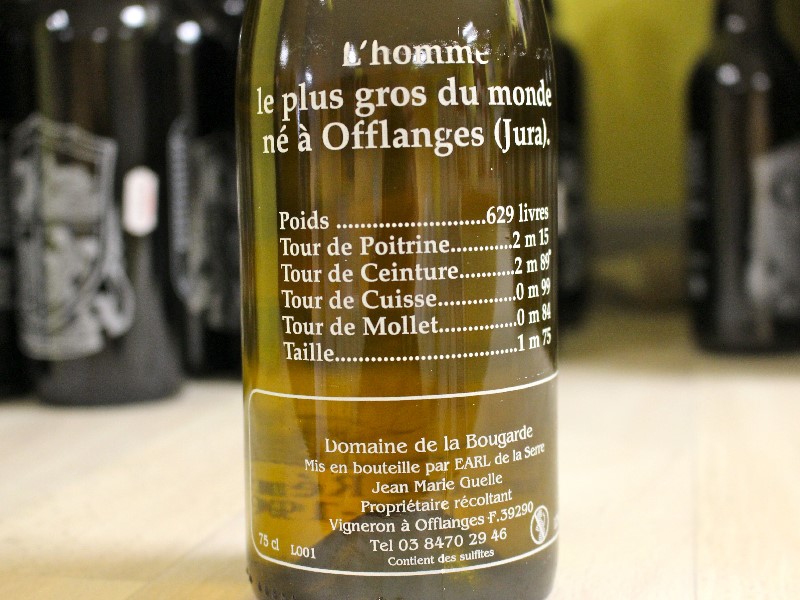 L'homme
le plus gros du monde
né à Offlanges (Jura).
Poids .......................629 livres
Tour de Poitrine..........2 m 15
Tour de Ceinture.........2 m 89
Tour de Cuisse............0 m 99
Tour de Mollet............0 m 84
Taille............................1 m 75
Domaine de la Bougarde
Mis en bouteille par EARL de la Serre
Jean Marie Guelle
Propriétaire récoltant
Vigneron à Offlanges-F.39290
Tel 03 8470 29 46
75 cl L001
Contient des sulfites